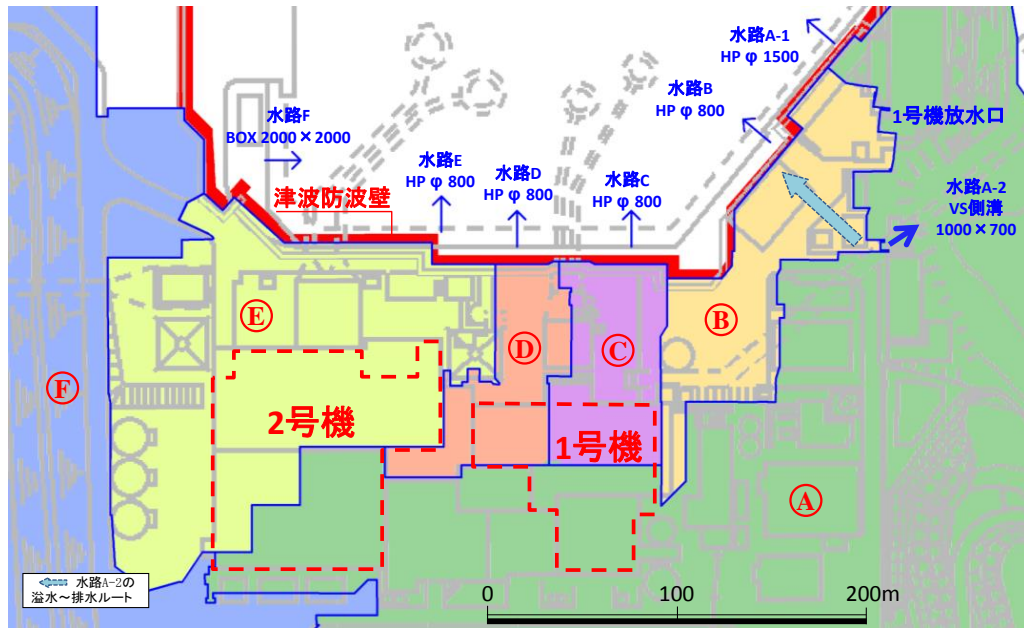 水路A-1
HP φ 1500
水路B
HP φ 800
水路F
BOX 2000×2000
水路E
HP φ 800
水路D
HP φ 800
水路C
HP φ 800
1号機放水口
水路A-2
VS側溝
1000×700
津波防波壁
Ⓔ
Ⓓ
Ⓒ
Ⓑ
Ⓕ
2号機
1号機
Ⓐ
水路A-2の
溢水～排水ルート
0 100 200m